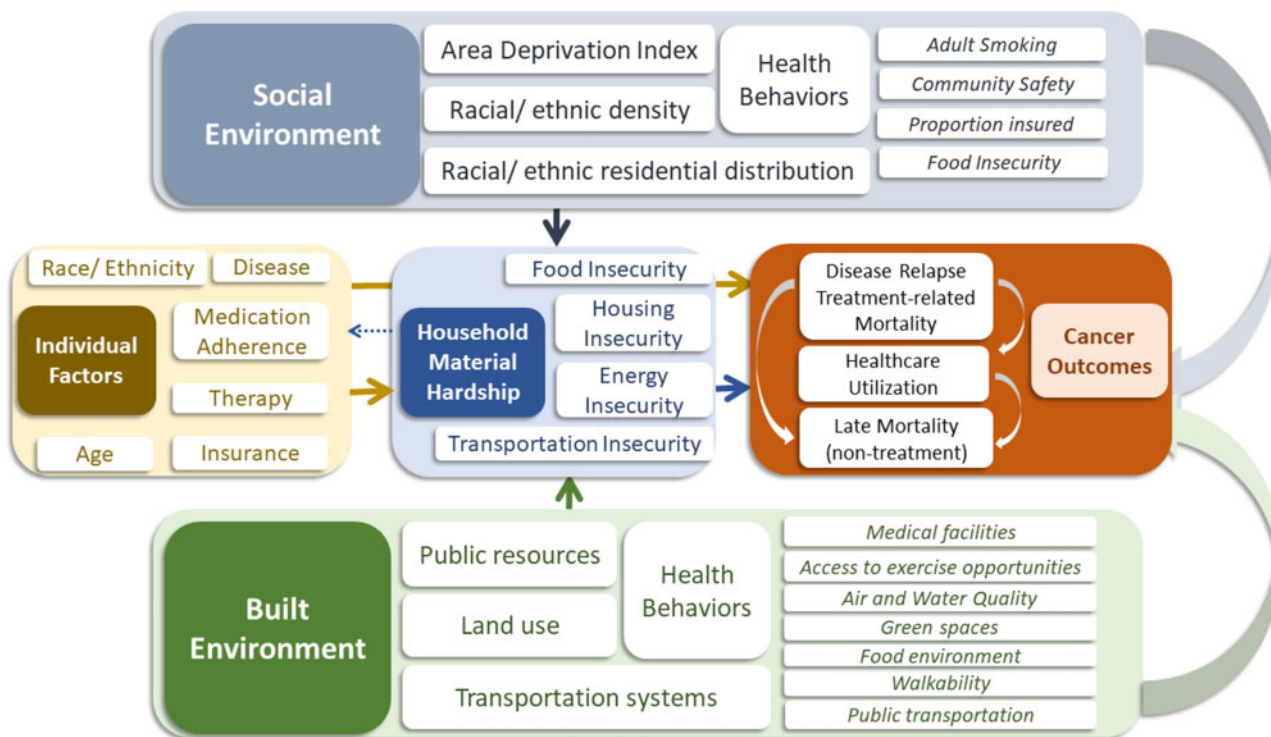 Social
Environment
Area Deprivation Index
Racial/ ethnic density
Racial/ ethnic residential distribution
Health
Behaviors
Adult Smoking
Community Safety
Proportion insured
Food Insecurity
Race/ Ethnicity
Disease
Individual
Factors
Medication
Adherence
Therapy
Age
Insurance
Food Insecurity
Household
Material
Hardship
Housing
Insecurity
Energy
Insecurity
Transportation Insecurity
Disease Relapse
Treatment-related
Mortality
Healthcare
Utilization
Late Mortality
(non-treatment)
Cancer
Outcomes
Built
Environment
Public resources
Land use
Transportation systems
Health
Behaviors
Medical facilities
Access to exercise opportunities
Air and Water Quality
Green spaces
Food environment
Walkability
Public transportation